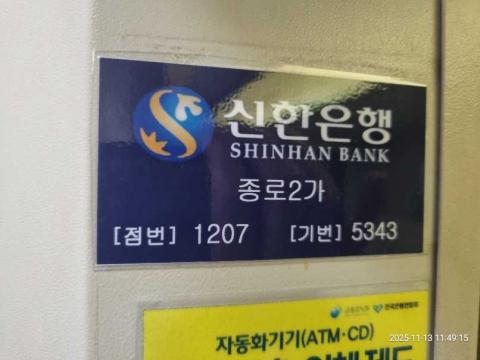 신한은행
SHINHAN BANK
종로2가
[점번] 1207 [기번] 5343
자동화기기(ATM·CD)
2025-11-13 11:49:15